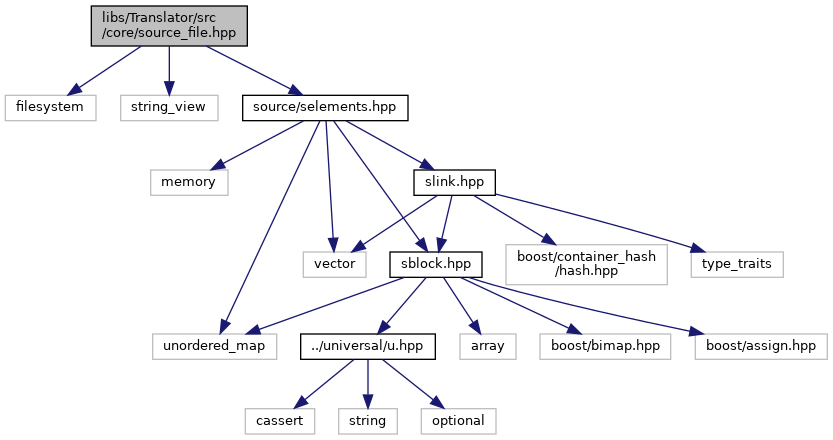 libs/Translator/src
/core/source_file.hpp
filesystem
string_view
source/selements.hpp
memory
slink.hpp
vector
sblock.hpp
boost/container_hash
/hash.hpp
type_traits
unordered_map
../universal/u.hpp
array
boost/bimap.hpp
boost/assign.hpp
cassert
string
optional